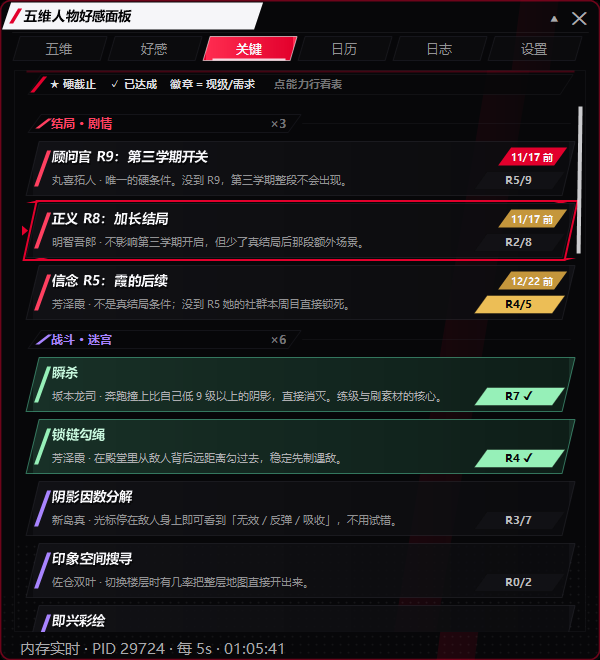 五维人物好感面板
五维 好感 关键 日历 日志 设置
★ 硬截止 ✓ 已达成 徽章 = 现级/需求 点能力行看表
结局・剧情 ×3
顾问官 R9：第三学期开关 11/17 前
丸喜拓人 · 唯一的硬条件。没到 R9，第三学期整段不会出现。 R5/9
正义 R8：加长结局 11/17 前
明智吾郎 · 不影响第三学期开启，但少了真结局后那段额外场景。 R2/8
信念 R5：霞的后续 12/22 前
芳泽霞 · 不是真结局条件；没到 R5 她的社群本周目直接锁死。 R4/5
战斗・迷宫 ×6
瞬杀
坂本龙司 · 奔跑撞上比自己低 9 级以上的阴影，直接消灭。练级与刷素材的核心。 R7 ✓
锁链勾绳
芳泽霞 · 在殿堂里从敌人背后远距离勾过去，稳定先制遇敌。 R4 ✓
阴影因数分解
新岛真 · 光标停在敌人身上即可看到「无效 / 反弹 / 吸收」，不用试错。 R3/7
印象空间搜寻
佐仓双叶 · 切换楼层时有几率把整层地图直接开出来。 R0/2
即兴彩绘
内存实时 · PID 29724 · 每 5s · 01:05:41